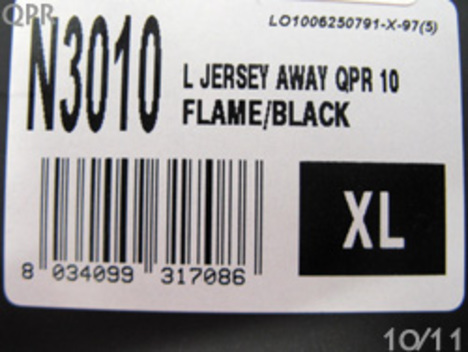 QPR
LO1006250791-X-97(5)
N3010
L JERSEY AWAY QPR 10
FLAME/BLACK
XL
8 034099 317086
10/11